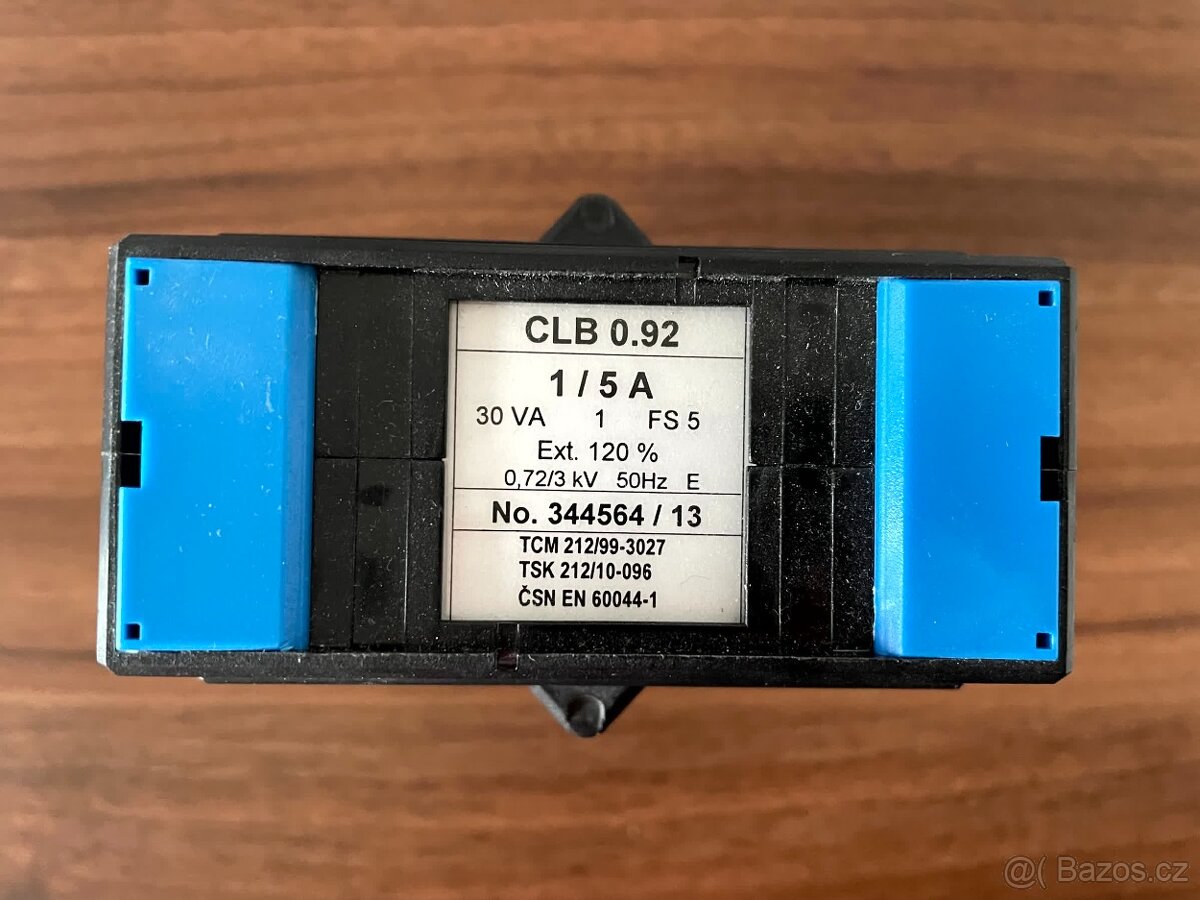 CLB 0.92
1 / 5 A
30 VA 1 FS 5
Ext. 120 %
0,72/3 kV 50Hz E
No. 344564 / 13
TCM 212/99-3027
TSK 212/10-096
ČSN EN 60044-1
@( Bazos.cz